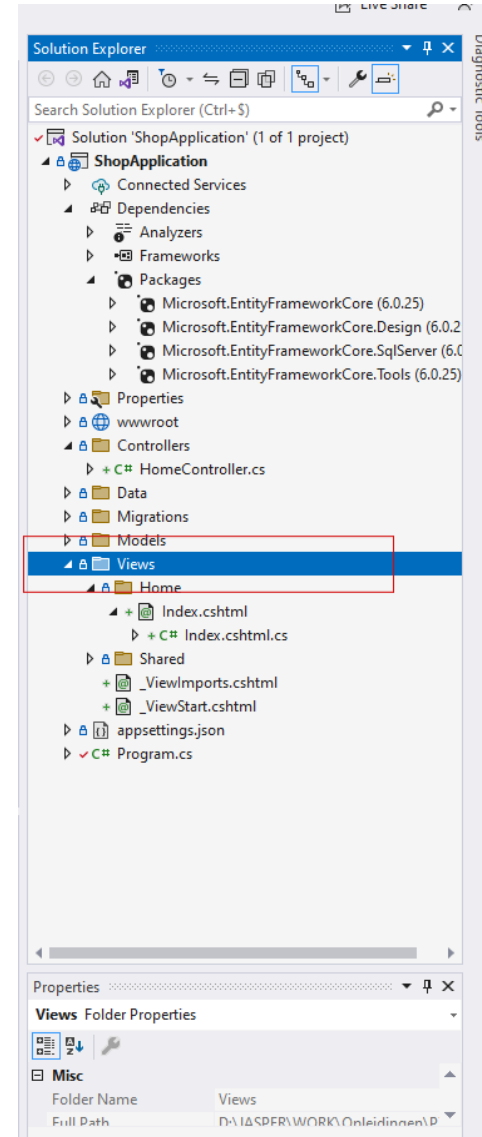 Live Share
Solution Explorer
Diagnostic Tools
Search Solution Explorer (Ctrl+$)
Solution 'ShopApplication' (1 of 1 project)
ShopApplication
Connected Services
Dependencies
Analyzers
Frameworks
Packages
Microsoft.EntityFrameworkCore (6.0.25)
Microsoft.EntityFrameworkCore.Design (6.0.2
Microsoft.EntityFrameworkCore.SqlServer (6.0
Microsoft.EntityFrameworkCore.Tools (6.0.25)
Properties
wwwroot
Controllers
C# HomeController.cs
Data
Migrations
Models
Views
Home
Index.cshtml
C# Index.cshtml.cs
Shared
_ViewImports.cshtml
_ViewStart.cshtml
appsettings.json
C# Program.cs
Properties
Views Folder Properties
Misc
Folder Name Views
Full Path D:\JASPER\WORK\Opleidingen\P